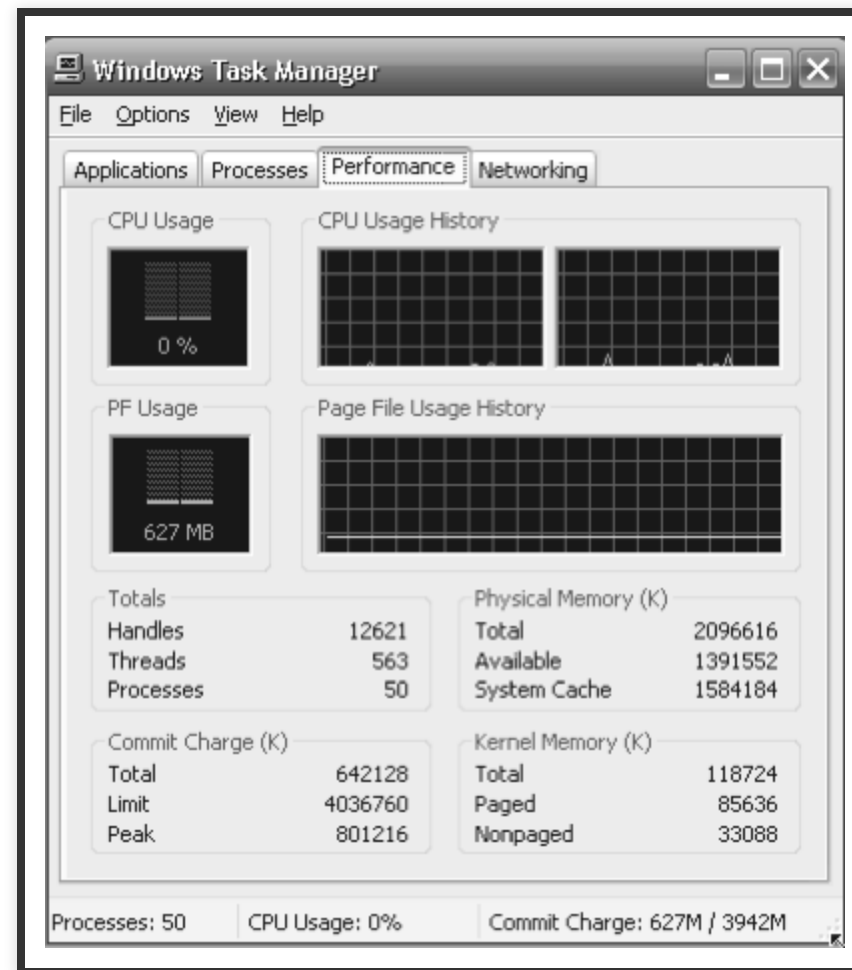 Windows Task Manager
File Options View Help
Applications Processes Performance Networking
CPU Usage CPU Usage History
0 %
PF Usage Page File Usage History
627 MB
Totals Physical Memory (K)
Handles 12621 Total 2096616
Threads 563 Available 1391552
Processes 50 System Cache 1584184
Commit Charge (K) Kernel Memory (K)
Total 642128 Total 118724
Limit 4036760 Paged 85636
Peak 801216 Nonpaged 33088
Processes: 50 CPU Usage: 0% Commit Charge: 627M / 3942M